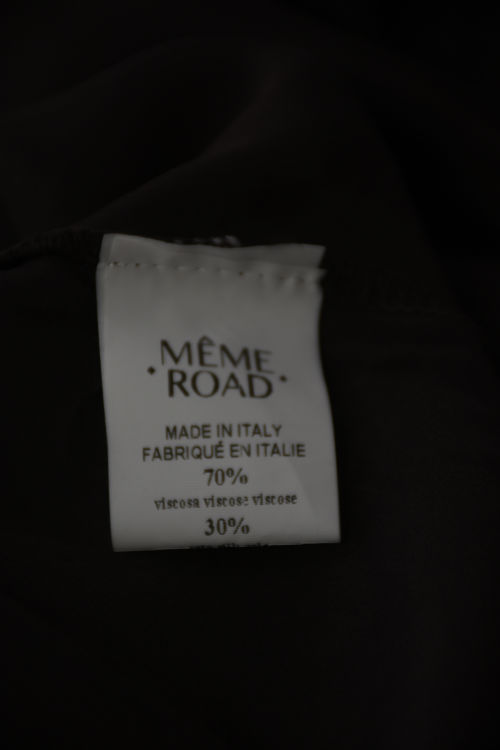 MÊME
·ROAD·
MADE IN ITALY
FABRIQUÉ EN ITALIE
70%
viscosa viscose viscose
30%